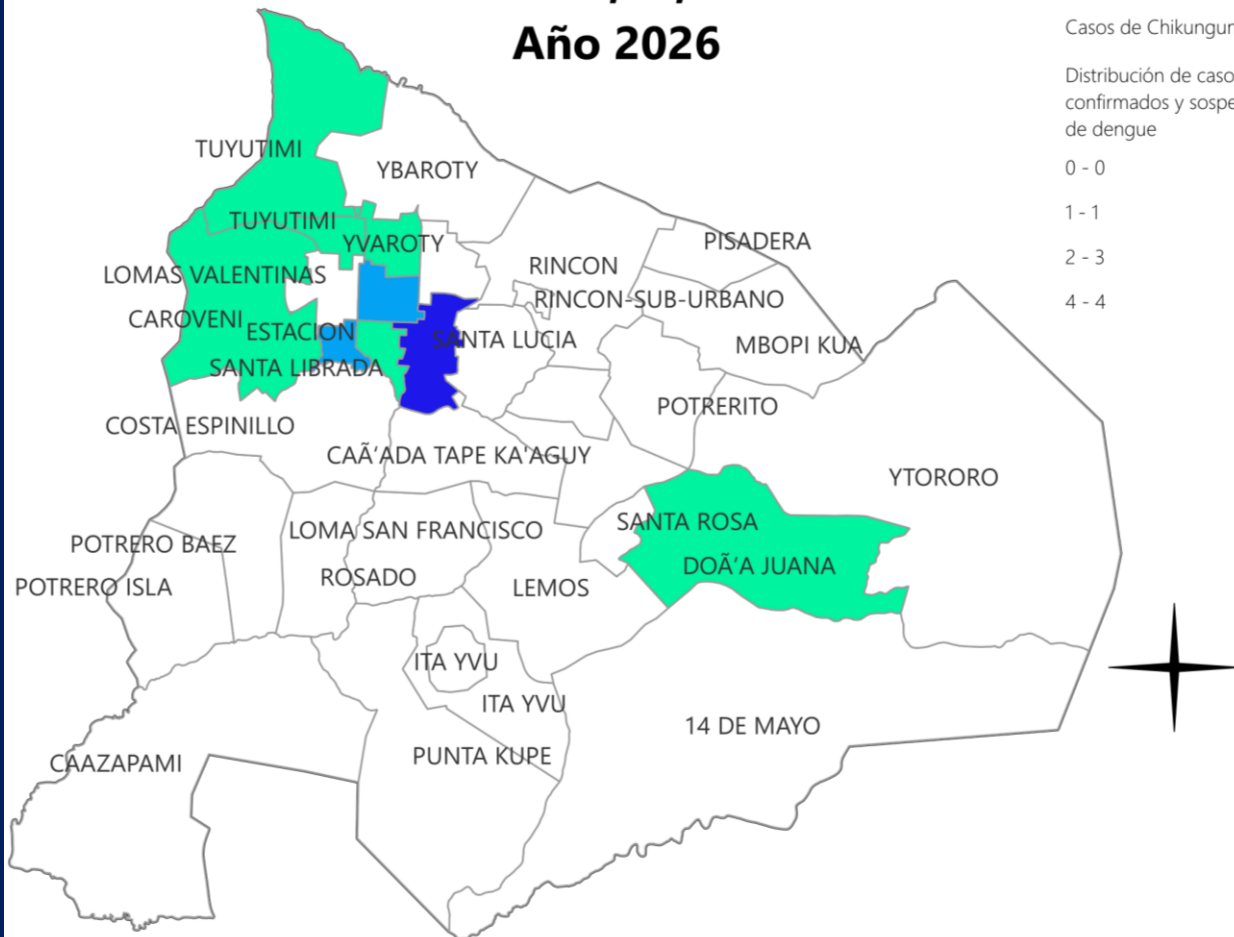 Año 2026
Casos de Chikungun
Distribución de caso
confirmados y sospe
de dengue
0 - 0
1 - 1
2 - 3
4 - 4
TUYUTIMI
YBAROTY
TUYUTIMI
YVAROTY
PISADERA
RINCON
LOMAS VALENTINAS
RINCON-SUB-URBANO
CAROVENI
ESTACION
SANTA LUCIA
MBOPI KUA
SANTA LIBRADA
POTRERITO
COSTA ESPINILLO
CAÃ'ADA TAPE KA'AGUY
YTORORO
SANTA ROSA
LOMA SAN FRANCISCO
POTRERO BAEZ
DOÃ'A JUANA
ROSADO
POTRERO ISLA
LEMOS
ITA YVU
ITA YVU
14 DE MAYO
PUNTA KUPE
CAAZAPAMI